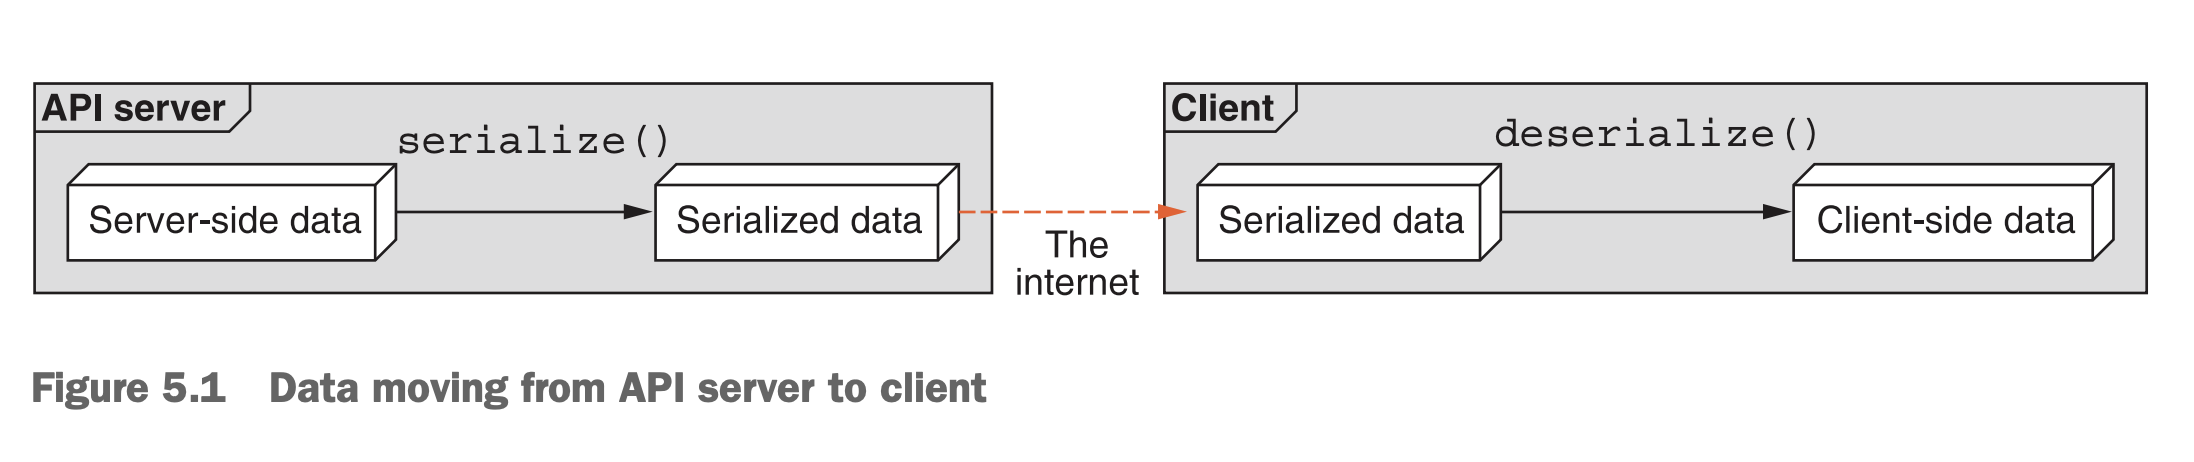 API server
serialize()
Server-side data
Serialized data
The
internet
Client
deserialize()
Serialized data
Client-side data
Figure 5.1 Data moving from API server to client